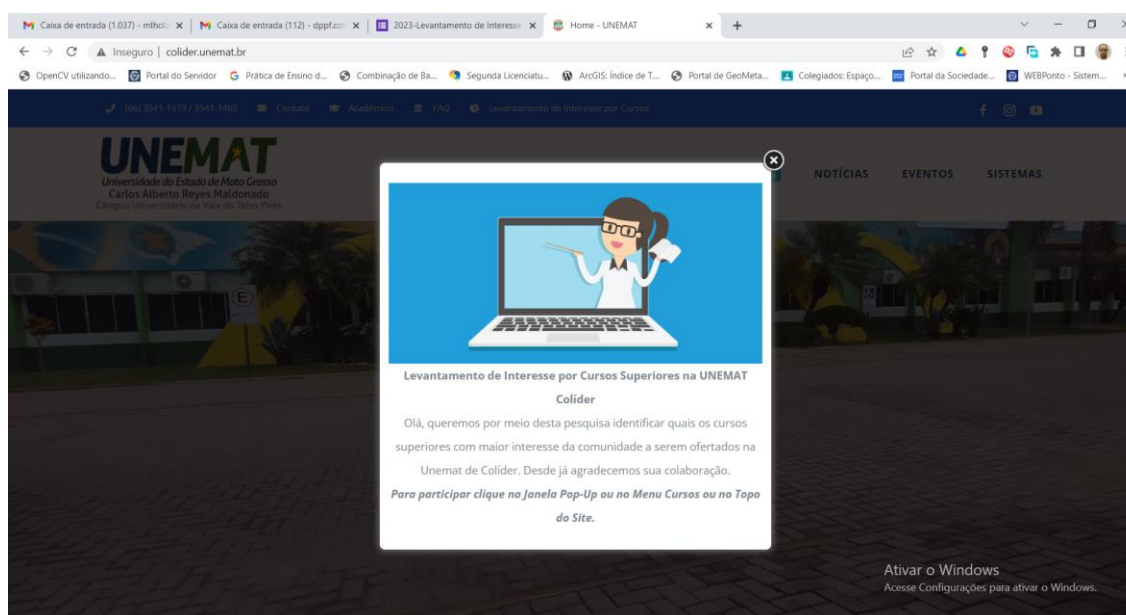 Caixa de entrada (1.037) - mlhol
Caixa de entrada (112) - dppf.co
2023-Levantamento de Interesse
Home - UNEMAT
Inseguro | colider.unemat.br
OpenCV utilizando...
Portal do Servidor
Prática de Ensino d...
Combinação de Ba...
Segunda Licenciatu...
ArcGIS: Índice de T...
Portal de GeoMeta...
Colegiados: Espaço...
Portal da Sociedade...
WEBPonto - Sistem...
(66) 3541-1573 / 3541 1465
Contato
Acadêmico
FAQ
Levantamento de Interesse por Cursos
UNEMAT
Universidade do Estado de Mato Grosso
Carlos Alberto Reyes Maldonado
Câmpus Universitário do Vale do Teles Pires
NOTÍCIAS
EVENTOS
SISTEMAS
E
Levantamento de Interesse por Cursos Superiores na UNEMAT
Colíder
Olá, queremos por meio desta pesquisa identificar quais os cursos
superiores com maior interesse da comunidade a serem ofertados na
Unemat de Colíder. Desde já agradecemos sua colaboração.
Para participar clique na Janela Pop-Up ou no Menu Cursos ou no Topo
do Site.
Ativar o Windows
Acesse Configurações para ativar o Windows.